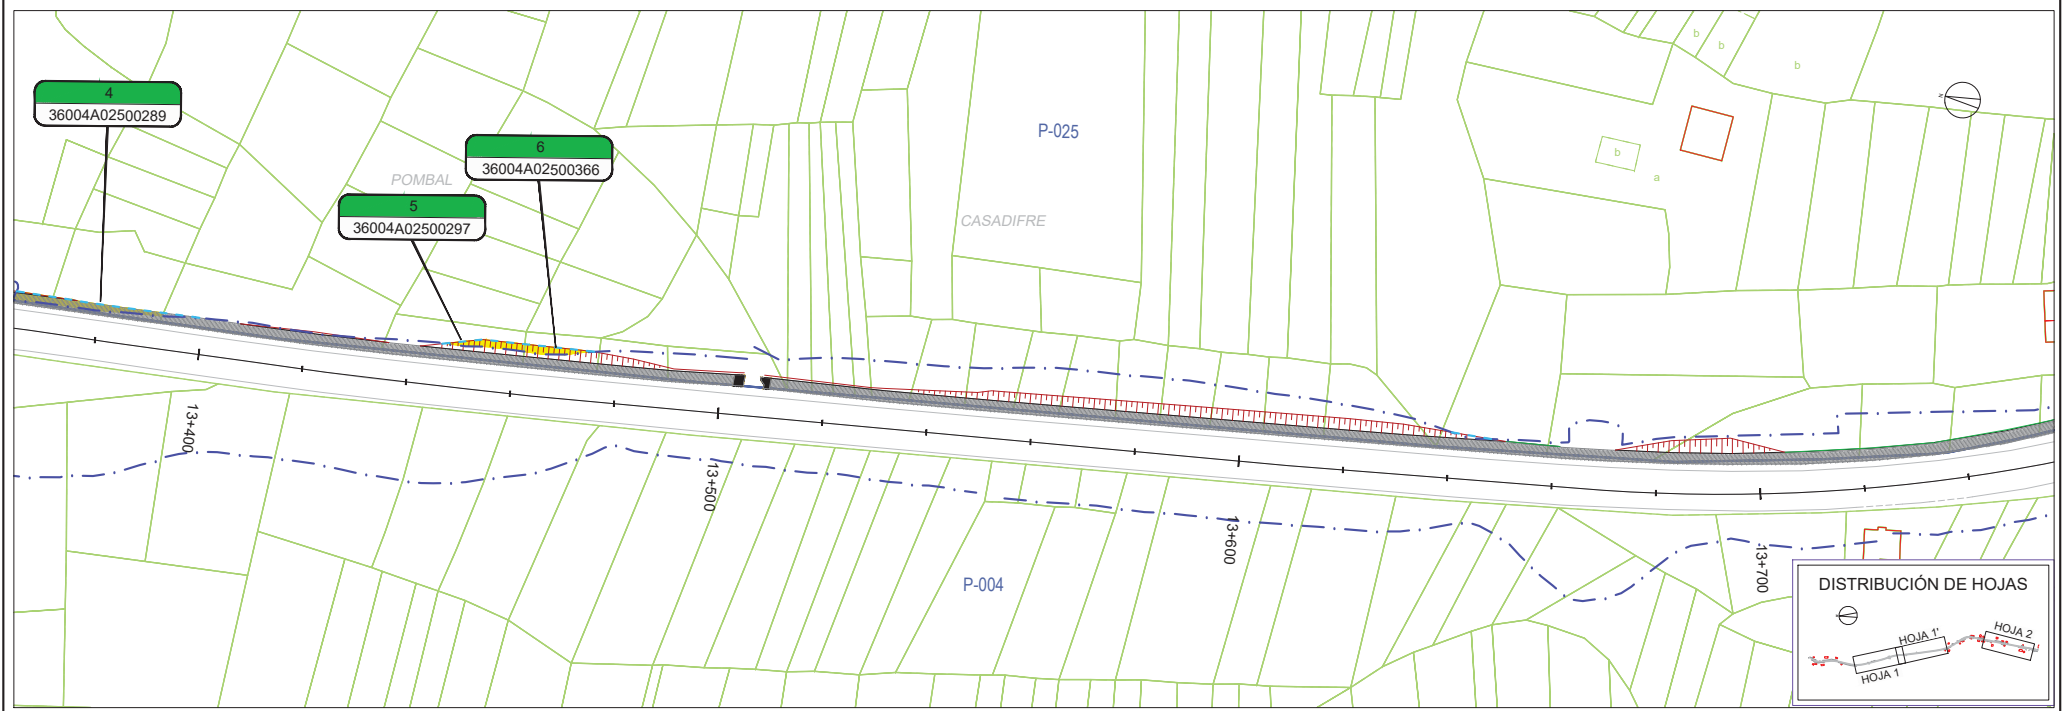 b
b
b
4
36004A02500289
N
P-025
6
36004A02500366
b
a
POMBAL
5
36004A02500297
CASADIFRE
13+400
13+500
13+600
13+700
P-004
DISTRIBUCIÓN DE HOJAS
HOJA 1'
HOJA 2
HOJA 1